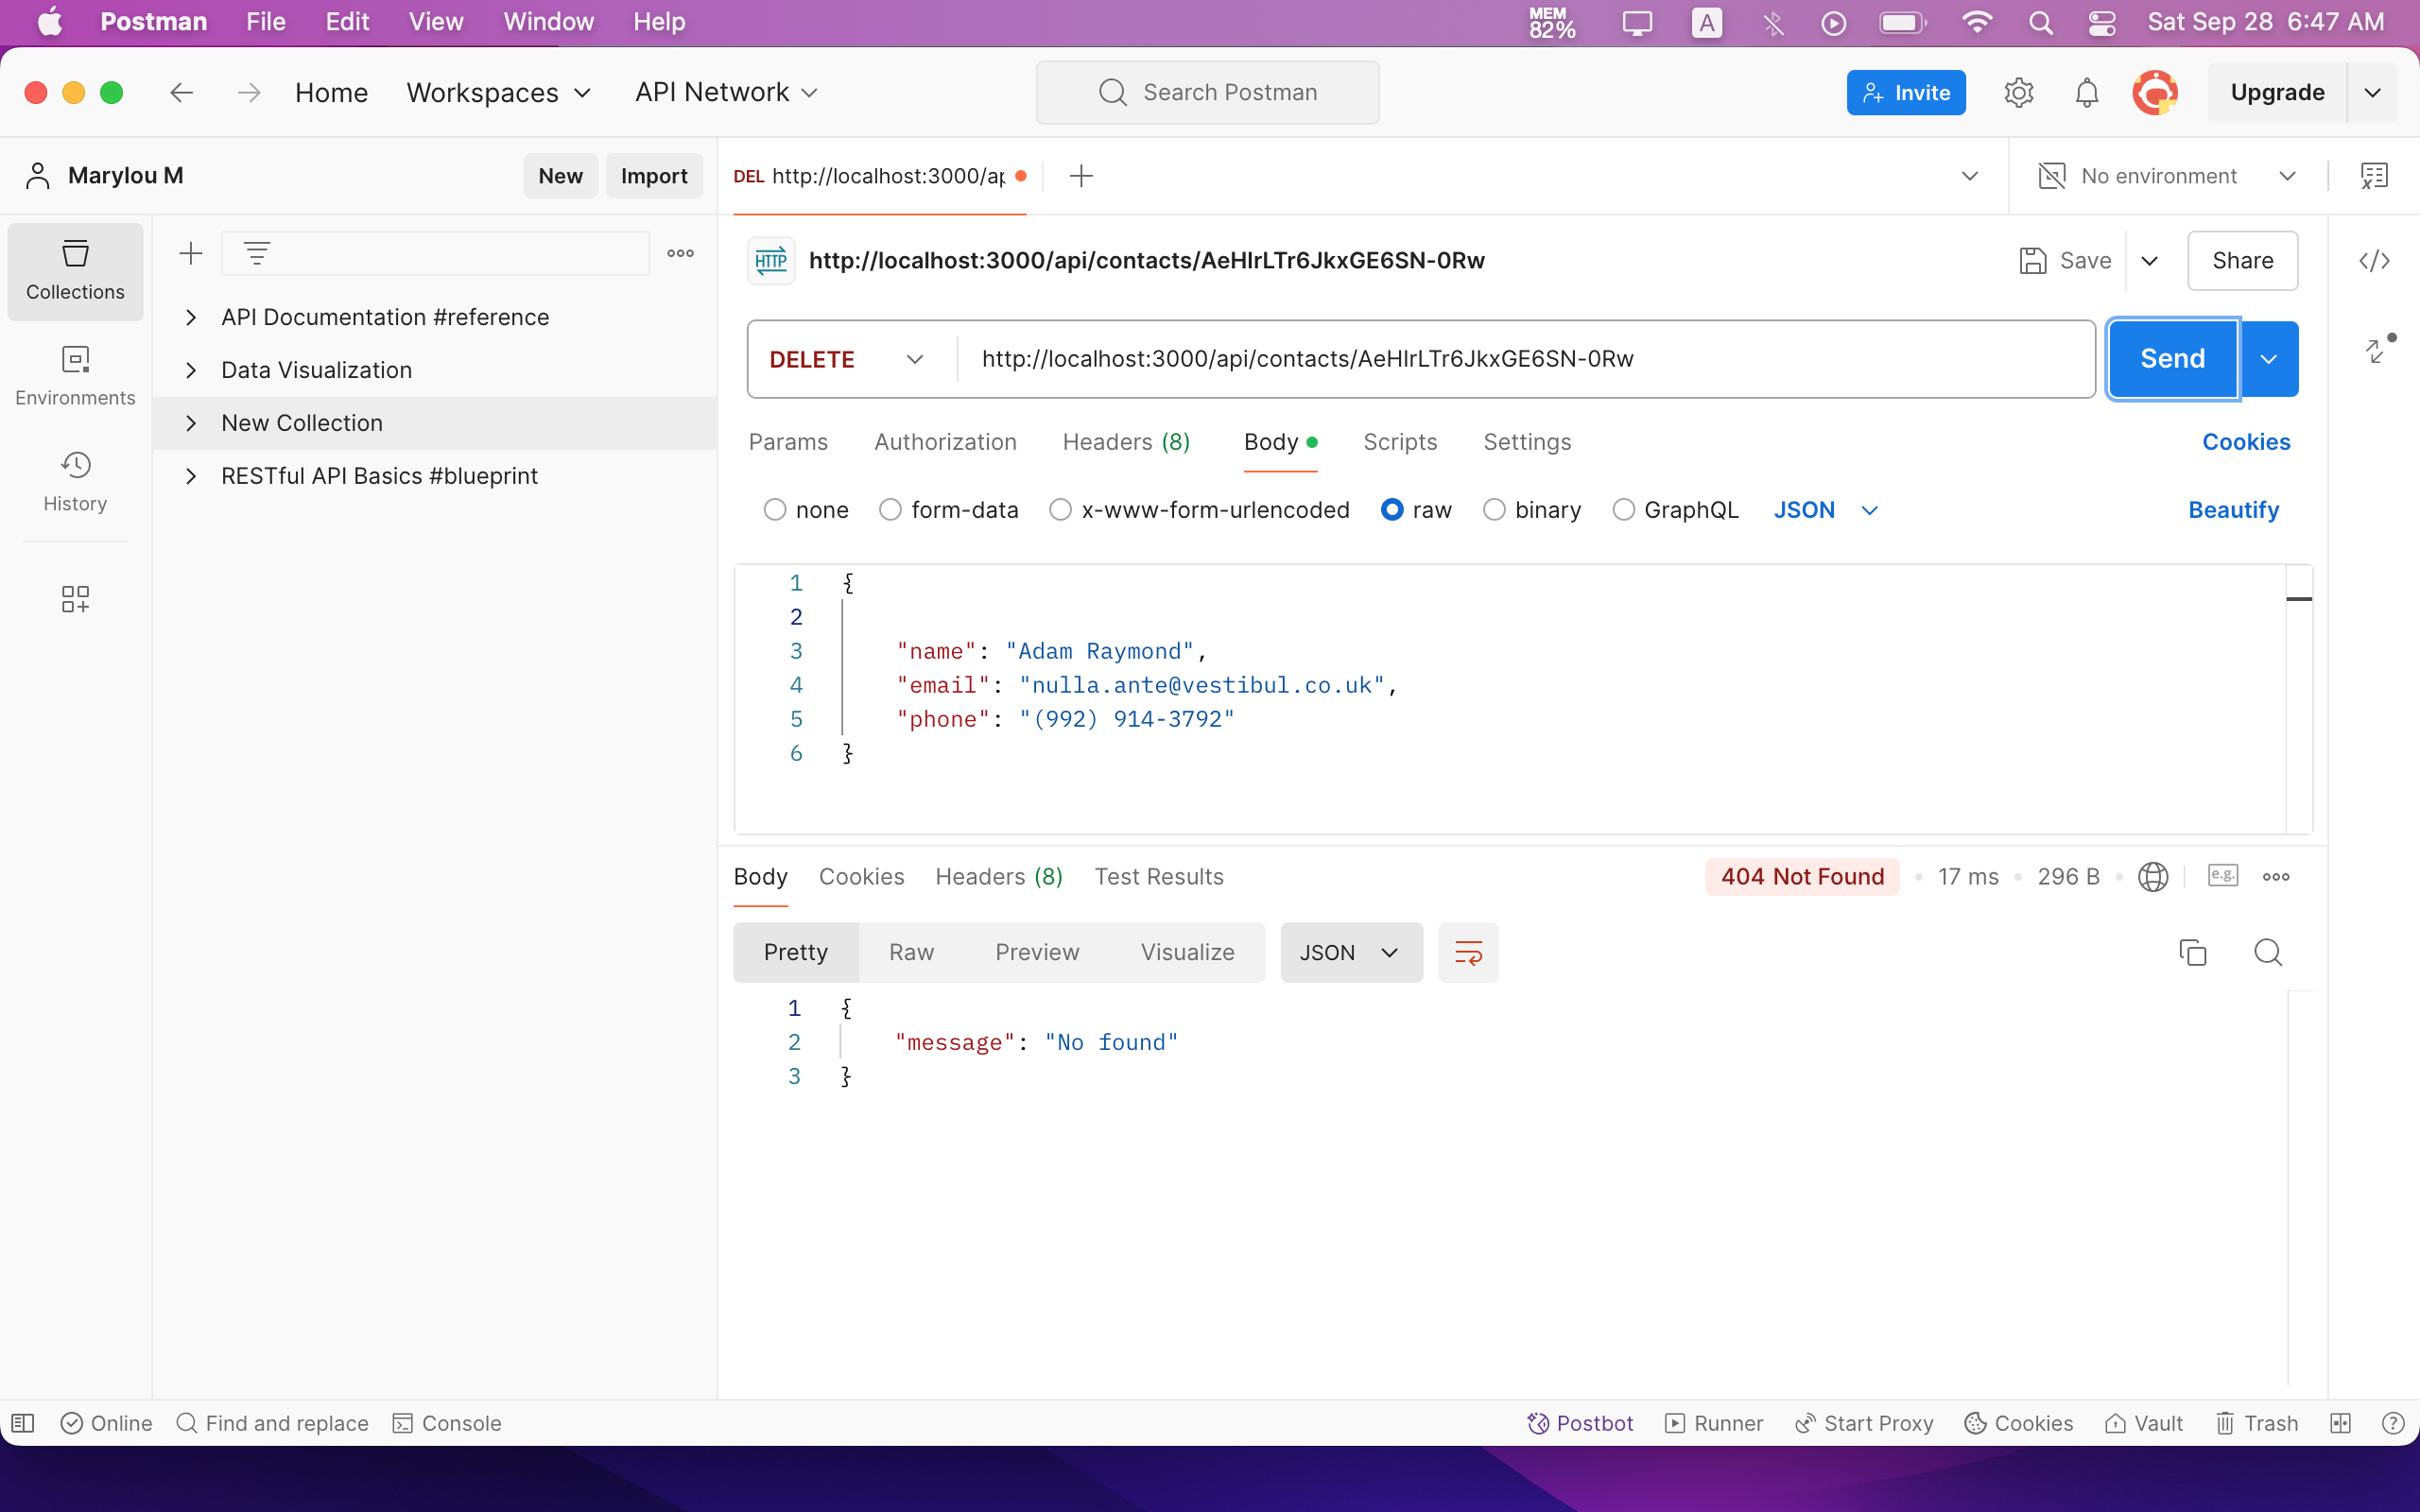 Postman File Edit View Window Help MEM 82% A Sat Sep 28 6:47 AM
Home Workspaces API Network Search Postman Invite Upgrade
Marylou M New Import DEL http://localhost:3000/ap No environment
Collections
Environments
History
API Documentation #reference
Data Visualization
New Collection
RESTful API Basics #blueprint
HTTP http://localhost:3000/api/contacts/AeHIrLTr6JkxGE6SN-0Rw Save Share
DELETE http://localhost:3000/api/contacts/AeHIrLTr6JkxGE6SN-0Rw Send
Params Authorization Headers (8) Body Scripts Settings Cookies
none form-data x-www-form-urlencoded raw binary GraphQL JSON Beautify
1 {
2
3 "name": "Adam Raymond",
4 "email": "nulla.ante@vestibul.co.uk",
5 "phone": "(992) 914-3792"
6 }
Body Cookies Headers (8) Test Results 404 Not Found 17 ms 296 B e.g.
Pretty Raw Preview Visualize JSON
1 {
2 "message": "No found"
3 }
Online Find and replace Console Postbot Runner Start Proxy Cookies Vault Trash